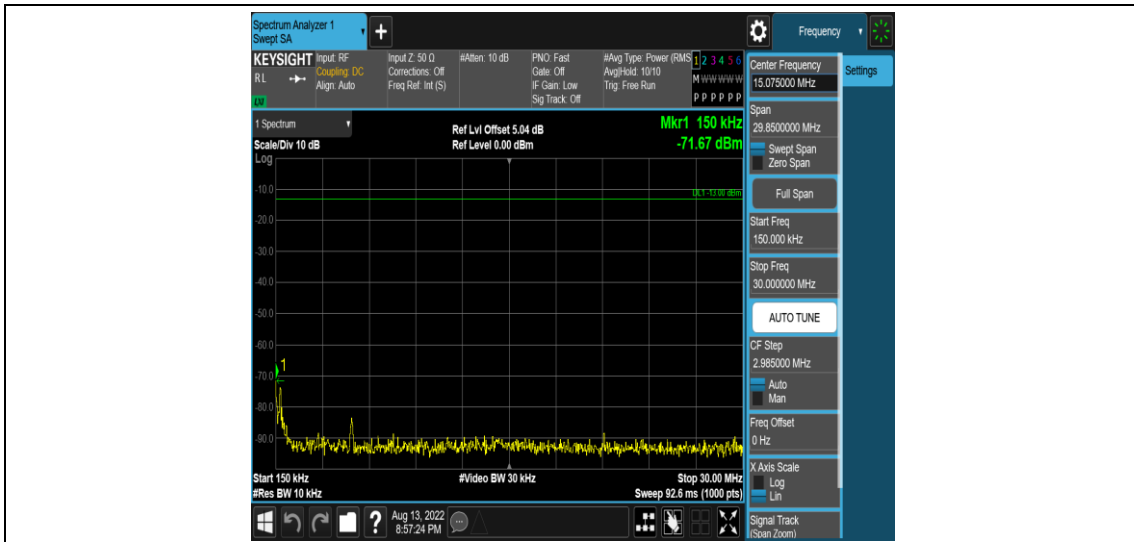 Spectrum Analyzer 1
Swept SA
+
Frequency
KEYSIGHT
RL
LXI
Input: RF
Coupling: DC
Align: Auto
Input Z: 50 Ω
Corrections: Off
Freq Ref: Int (S)
#Atten: 10 dB
PNO: Fast
Gate: Off
IF Gain: Low
Sig Track: Off
#Avg Type: Power (RMS
Avg|Hold: 10/10
Trig: Free Run
1 2 3 4 5 6
M W W W W W
P P P P P P
1 Spectrum
Scale/Div 10 dB
Log
Ref Lvl Offset 5.04 dB
Ref Level 0.00 dBm
Mkr1 150 kHz
-71.67 dBm
DL1 -13.00 dBm
-10.0
-20.0
-30.0
-40.0
-50.0
-60.0
-70.0
-80.0
-90.0
1
Start 150 kHz
#Res BW 10 kHz
#Video BW 30 kHz
Stop 30.00 MHz
Sweep 92.6 ms (1000 pts)
Center Frequency
15.075000 MHz
Settings
Span
29.8500000 MHz
Swept Span
Zero Span
Full Span
Start Freq
150.000 kHz
Stop Freq
30.000000 MHz
AUTO TUNE
CF Step
2.985000 MHz
Auto
Man
Freq Offset
0 Hz
X Axis Scale
Log
Lin
Signal Track
(Span Zoom)
?
Aug 13, 2022
8:57:24 PM